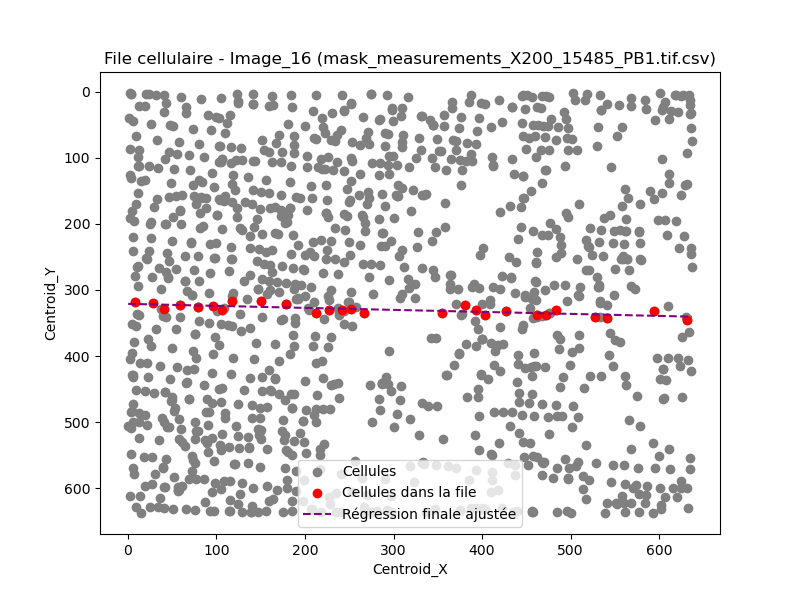 File cellulaire - Image_16 (mask_measurements_X200_15485_PB1.tif.csv)
0
100
200
300
400
500
600
Centroid_Y
Cellules
Cellules dans la file
Régression finale ajustée
0 100 200 300 400 500 600
Centroid_X